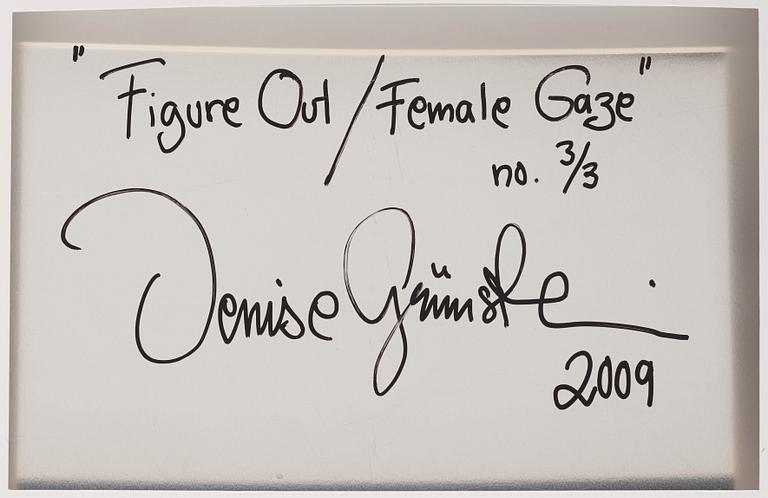 "Figure Out / Female Gaze"
no. 3/3
Denise Grünstein
2009